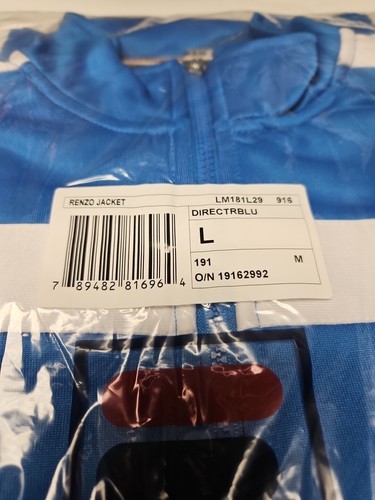 RENZO JACKET
LM181L29 916
DIRECTRBLU
L
191 M
O/N 19162992
7 89482 81696 4